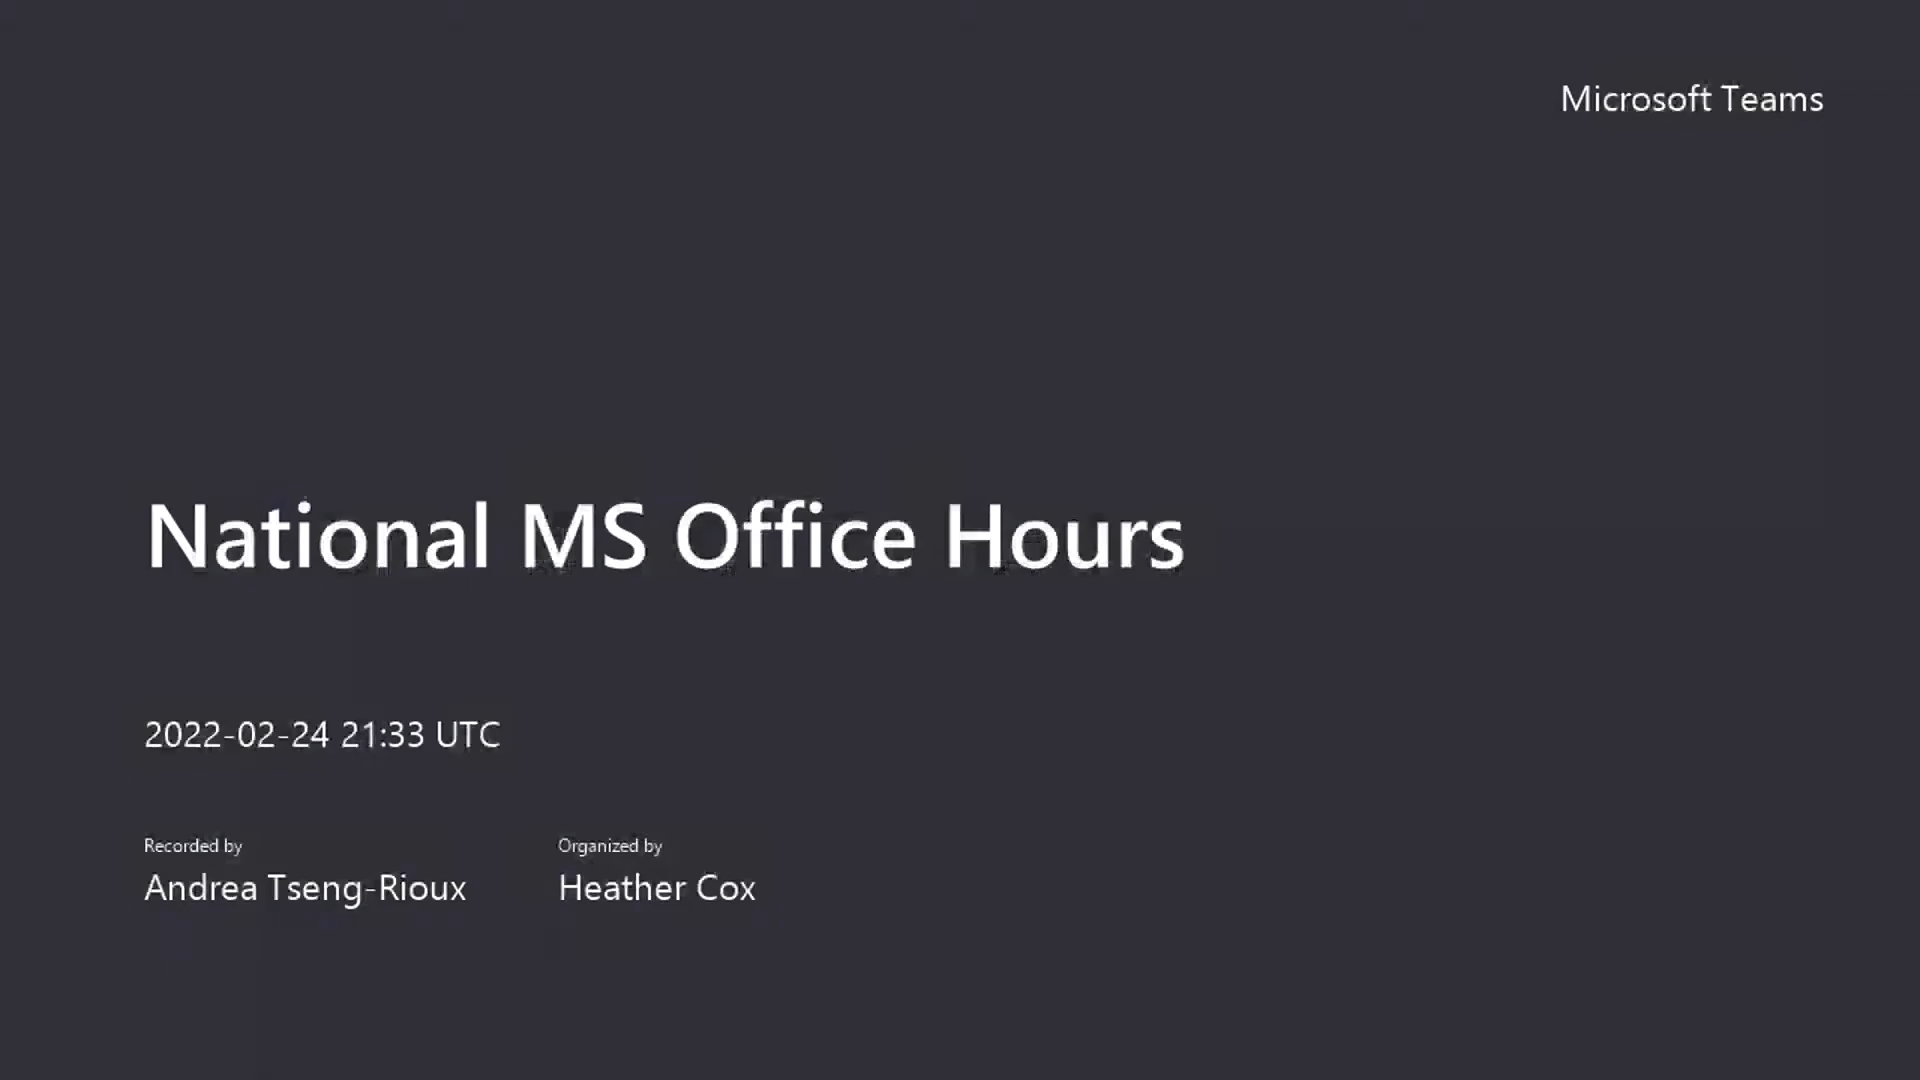 Microsoft Teams
National MS Office Hours
2022-02-24 21:33 UTC
Recorded by
Andrea Tseng-Rioux
Organized by
Heather Cox